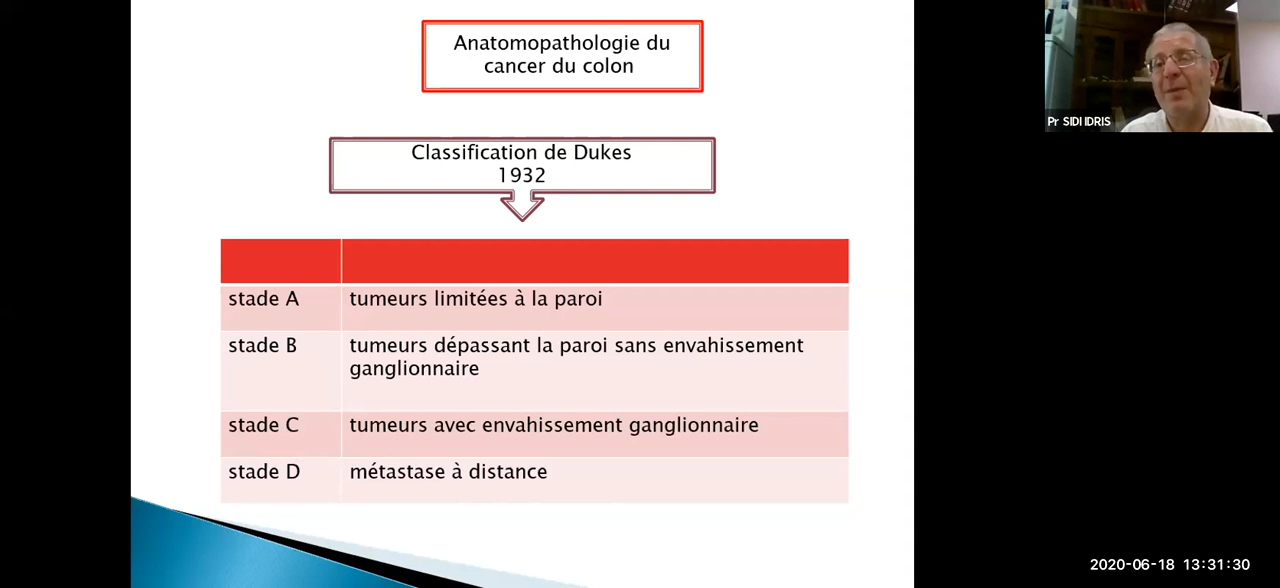 Anatomopathologie du
cancer du colon
Pr SIDI IDRIS
Classification de Dukes
1932
stade A tumeurs limitées à la paroi
stade B tumeurs dépassant la paroi sans envahissement
ganglionnaire
stade C tumeurs avec envahissement ganglionnaire
stade D métastase à distance
2020-06-18 13:31:30